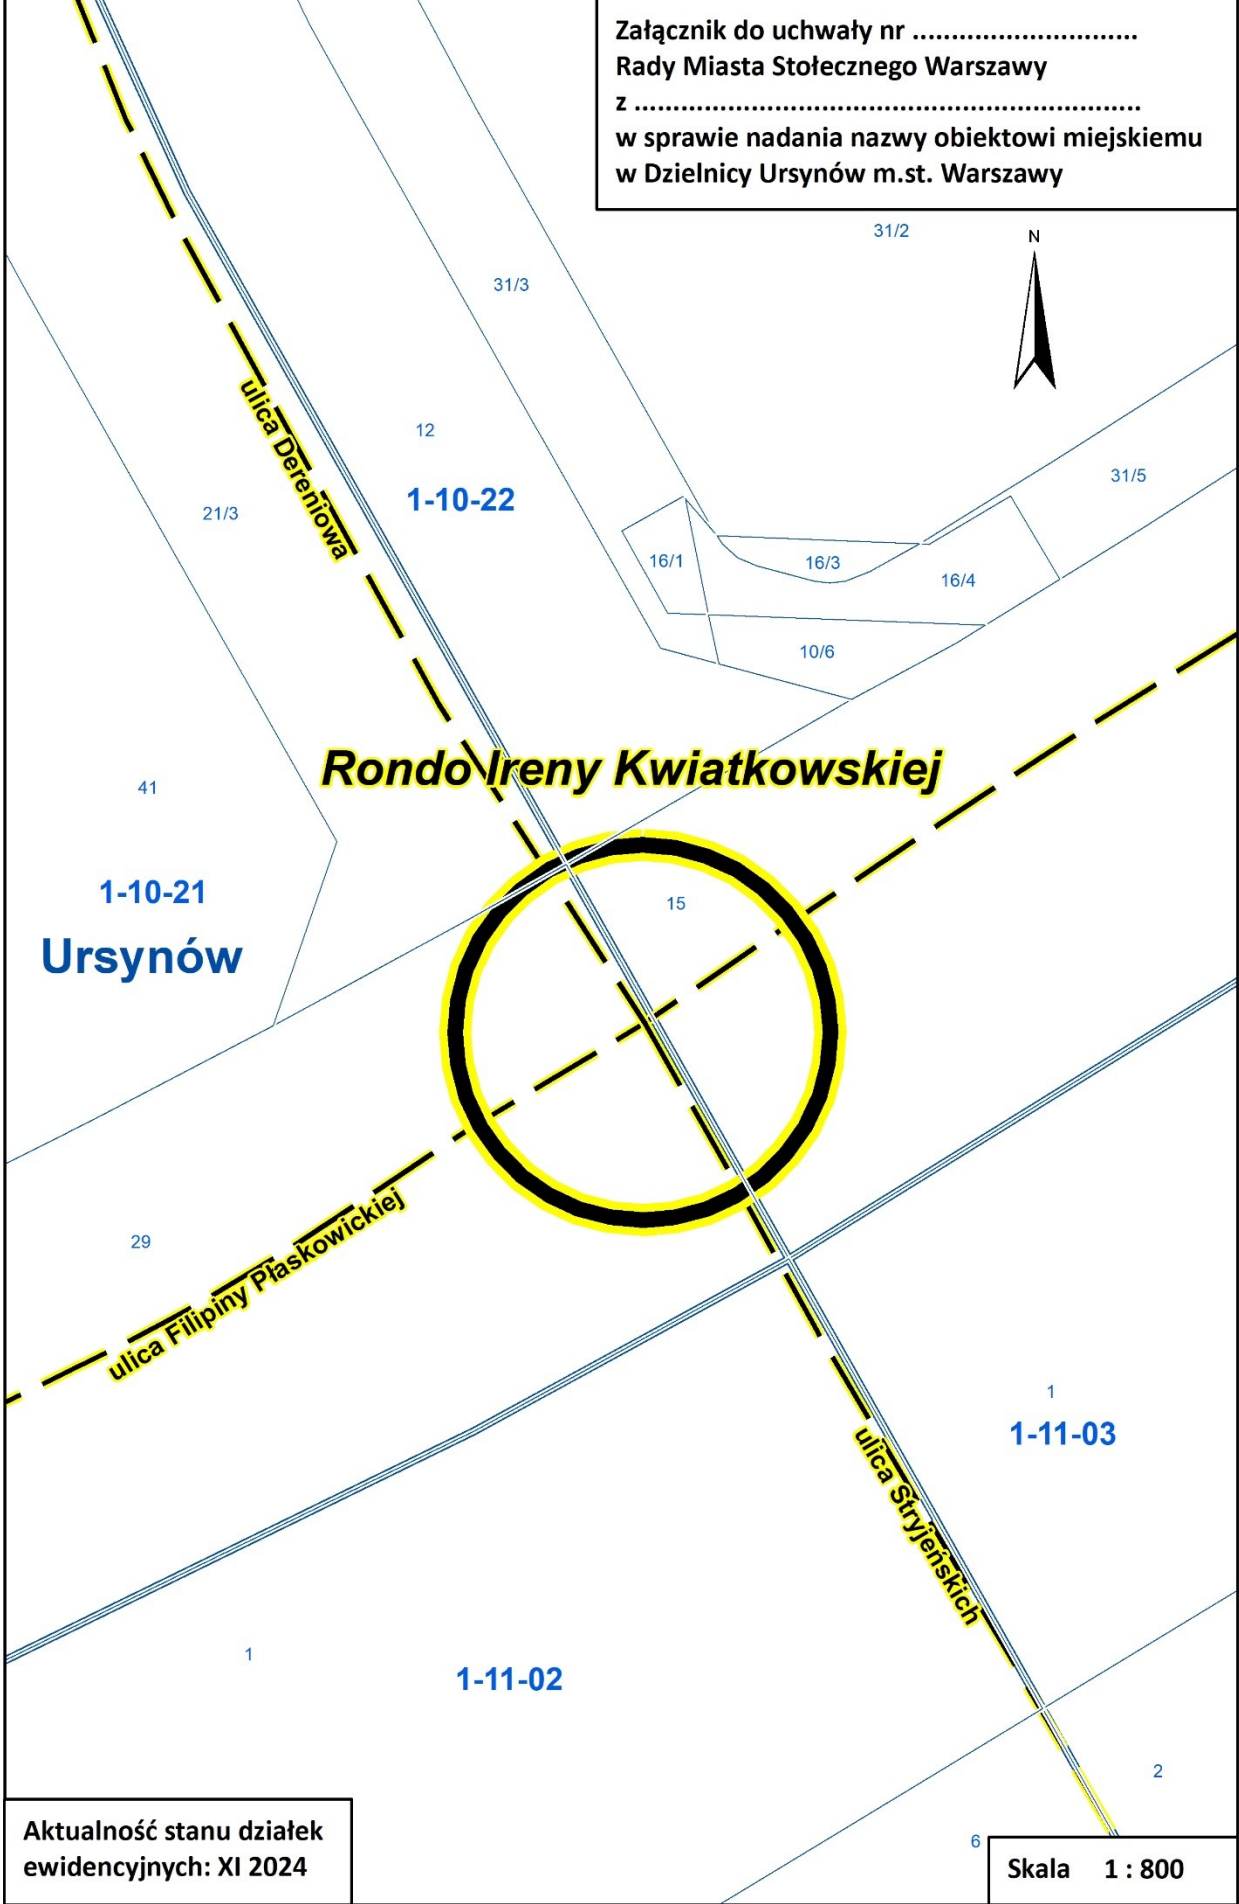 Załącznik do uchwały nr .............................
Rady Miasta Stołecznego Warszawy
z .................................................................
w sprawie nadania nazwy obiektowi miejskiemu
w Dzielnicy Ursynów m.st. Warszawy
31/2
N
31/3
ulica Dereniowa
12
1-10-22
21/3
31/5
16/1
16/3
16/4
10/6
Rondo Ireny Kwiatkowskiej
41
1-10-21
Ursynów
15
29
ulica Filipiny Płaskowickiej
1
1-11-03
ulica Stryjeńskich
1
1-11-02
2
6
Aktualność stanu działek
ewidencyjnych: XI 2024
Skala 1 : 800